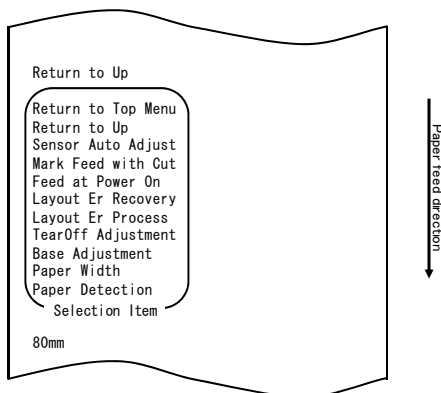 Return to Up
Return to Top Menu
Return to Up
Sensor Auto Adjust
Mark Feed with Cut
Feed at Power On
Layout Er Recovery
Layout Er Process
TearOff Adjustment
Base Adjustment
Paper Width
Paper Detection
Selection Item
80mm
Paper feed direction